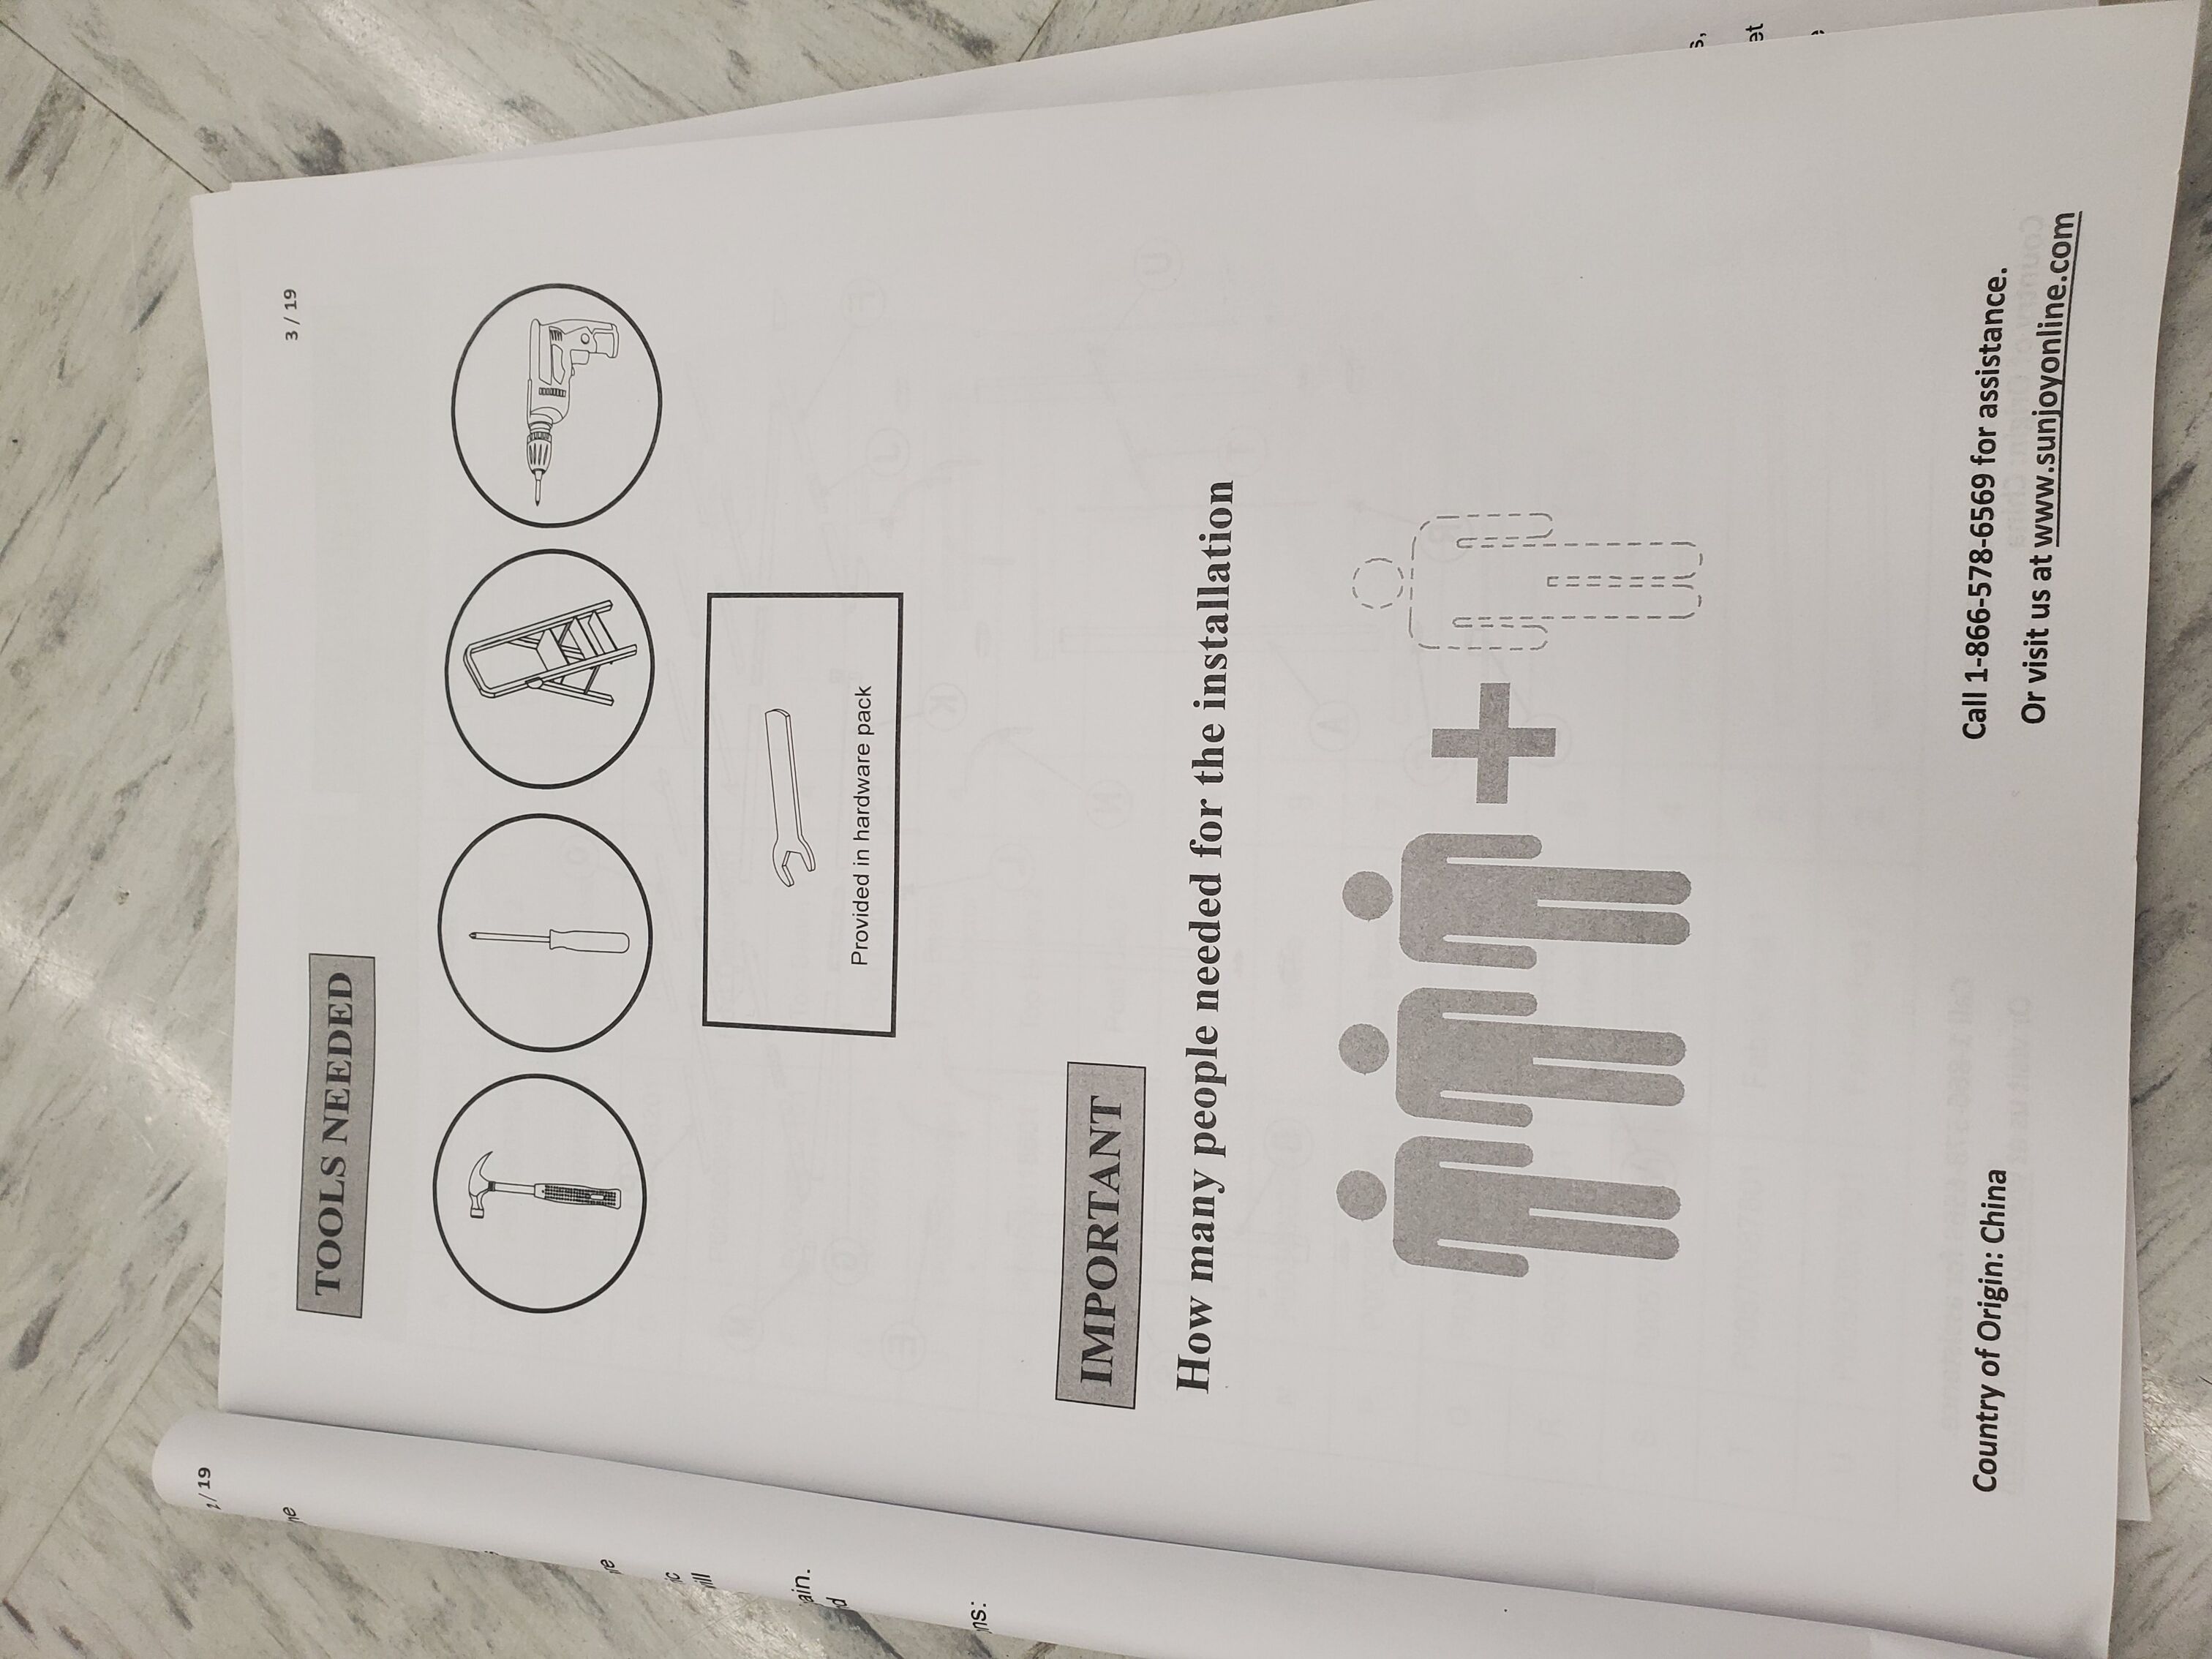 2/ 19
ne
re
ic
vill
ain.
d
ns:
3 / 19
TOOLS NEEDED
Provided in hardware pack
IMPORTANT
How many people needed for the installation
Country of Origin: China
Call 1-866-578-6569 for assistance.
Or visit us at www.sunjoyonline.com
s,
et